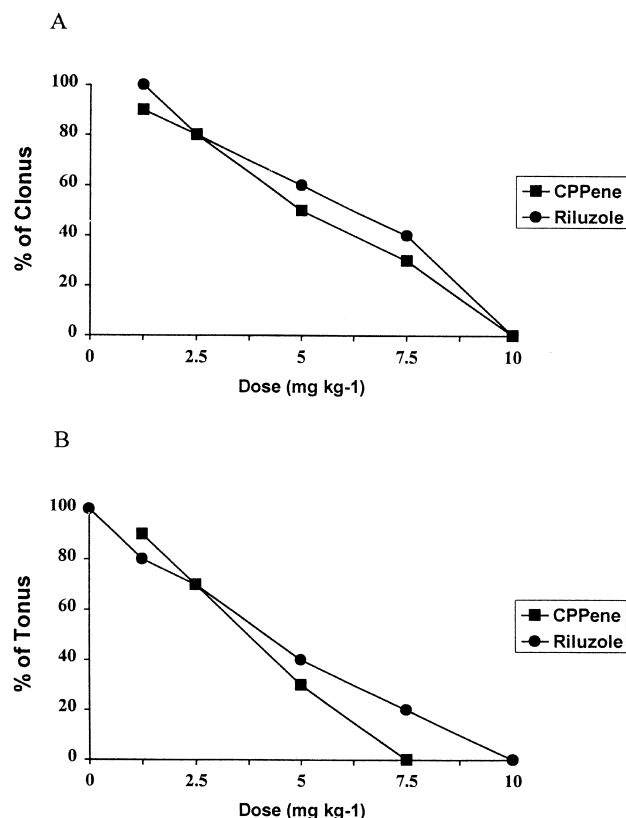 A
100
80
60
40
20
0
% of Clonus
0 2.5 5 7.5 10
Dose (mg kg-1)
CPPene
Riluzole
B
100
80
60
40
20
0
% of Tonus
0 2.5 5 7.5 10
Dose (mg kg-1)
CPPene
Riluzole